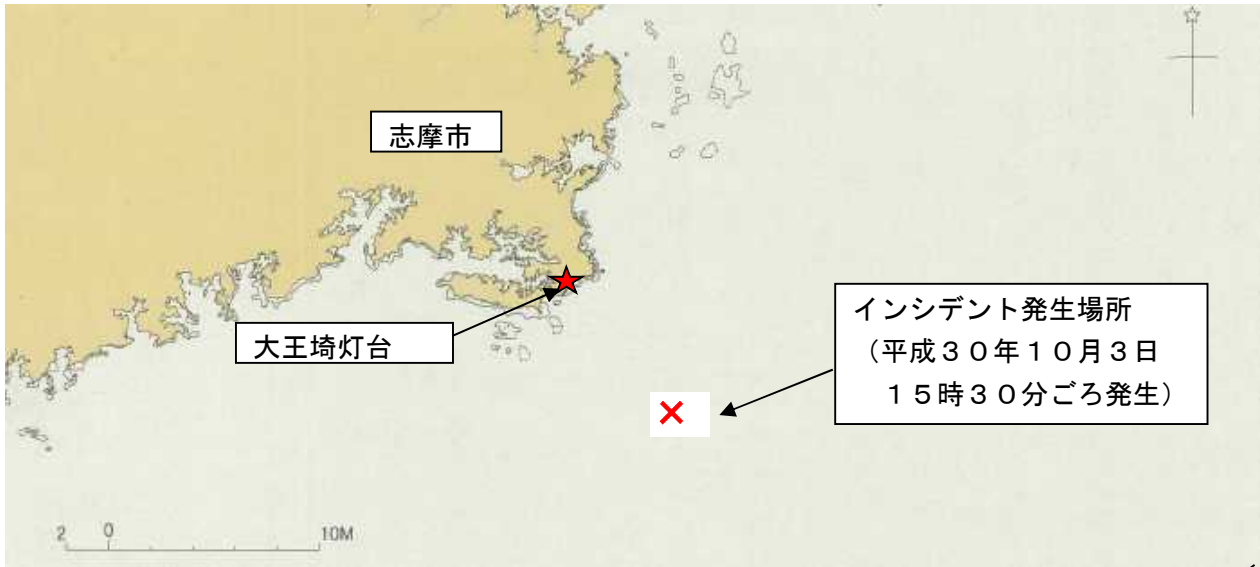 志摩市
大王埼灯台
インシデント発生場所
（平成３０年１０月３日
１５時３０分ごろ発生）
2 0 10M